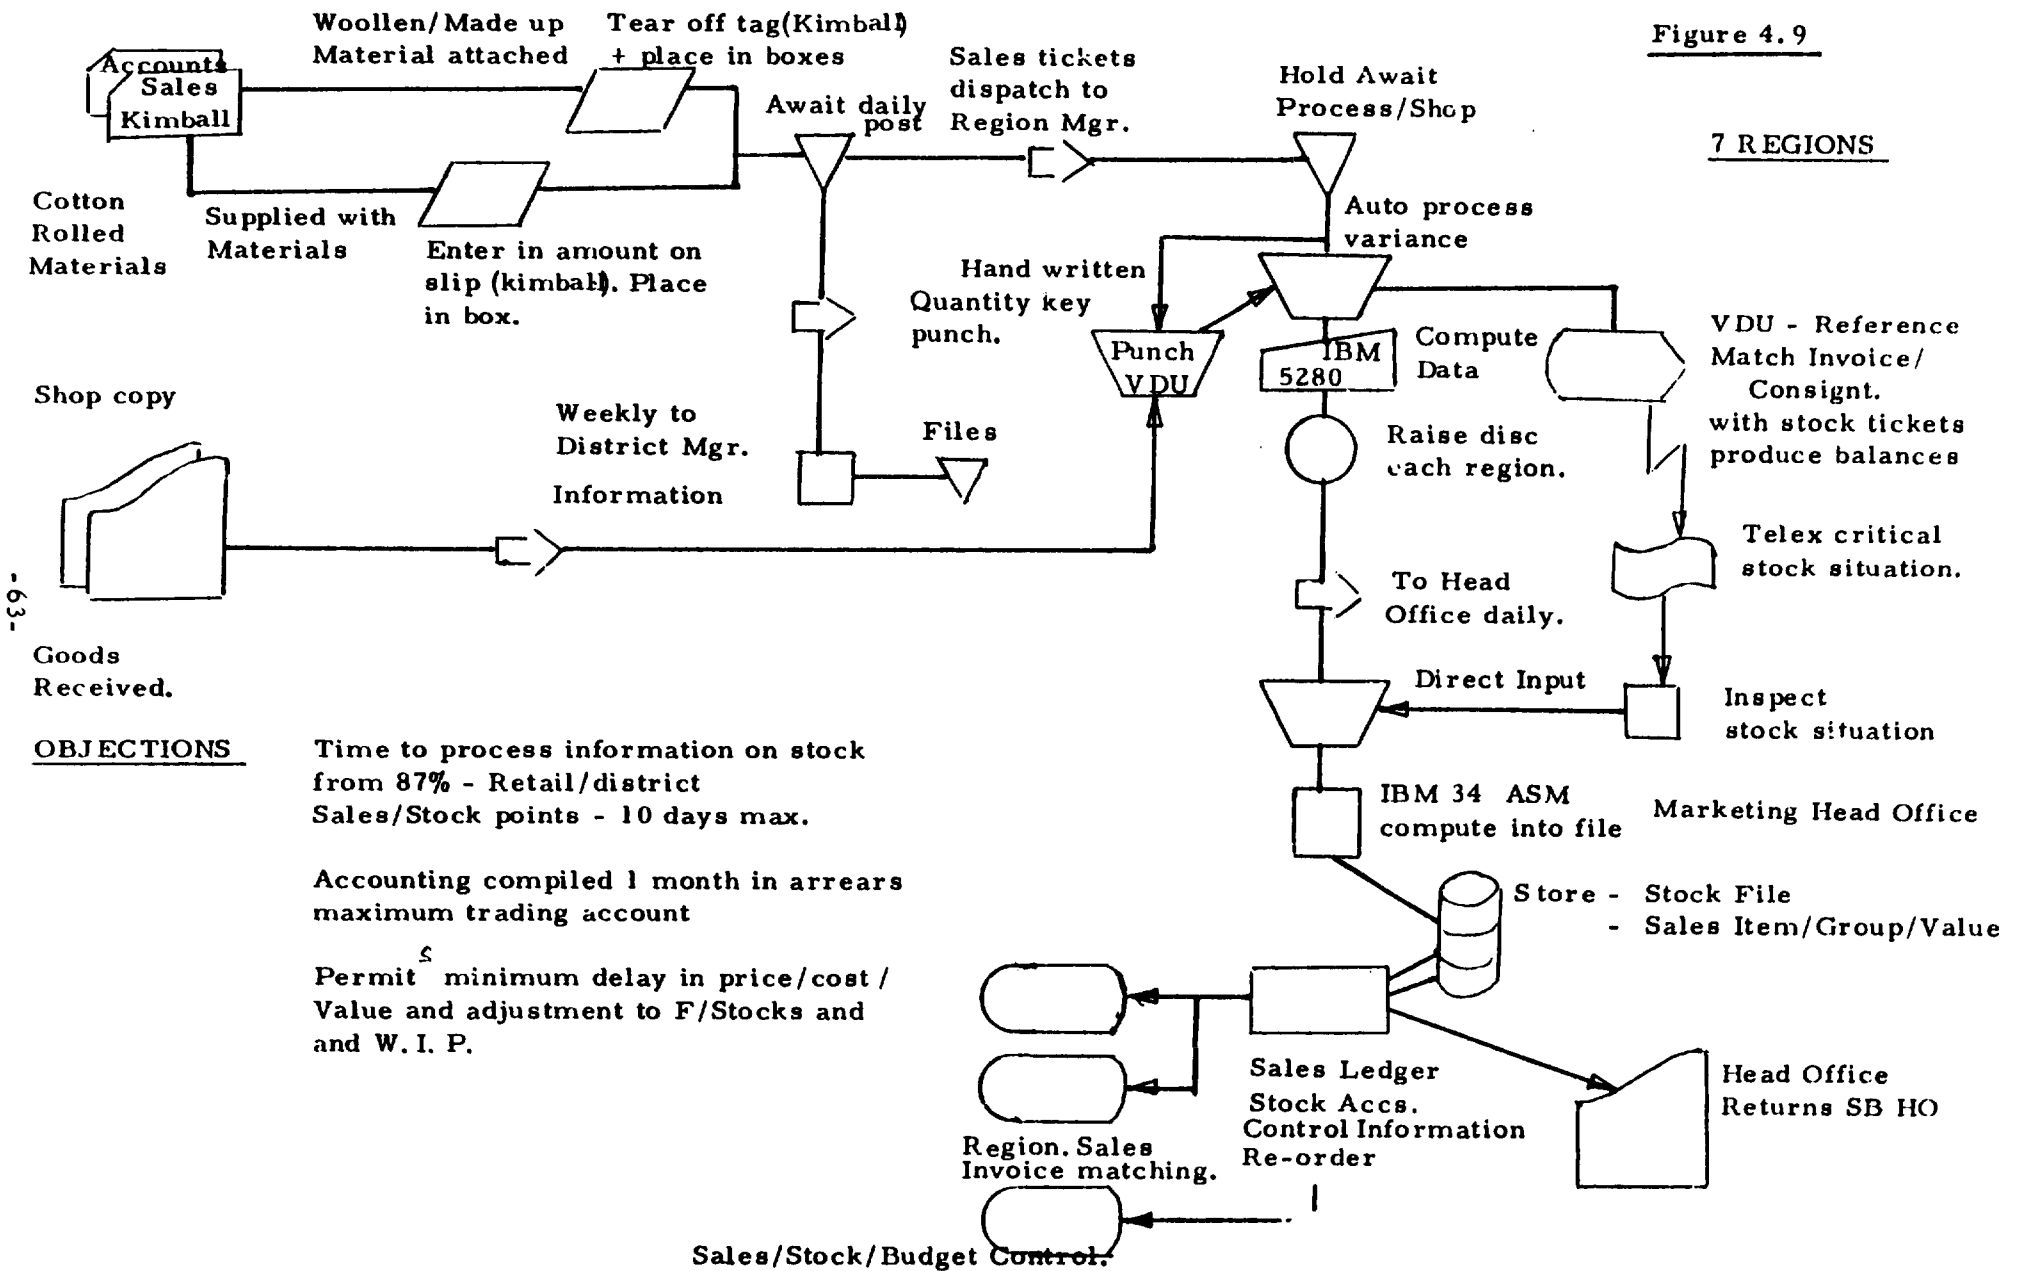 Figure 4.9
7 REGIONS
Accounts
Sales
Kimball
Woollen/Made up
Material attached
Tear off tag(Kimball)
+ place in boxes
Await daily
post
Sales tickets
dispatch to
Region Mgr.
Hold Await
Process/Shop
Cotton
Rolled
Materials
Supplied with
Materials
Enter in amount on
slip (kimball). Place
in box.
Auto process
variance
Hand written
Quantity key
punch.
Punch
VDU
IBM
5280
Compute
Data
VDU - Reference
Match Invoice/
Consignt.
with stock tickets
produce balances
Shop copy
Weekly to
District Mgr.
Information
Files
Raise disc
each region.
Telex critical
stock situation.
To Head
Office daily.
-63-
Goods
Received.
Direct Input
Inspect
stock situation
OBJECTIONS
Time to process information on stock
from 87% - Retail/district
Sales/Stock points - 10 days max.
Accounting compiled 1 month in arrears
maximum trading account
Permit s minimum delay in price/cost/
Value and adjustment to F/Stocks and
and W. I. P.
IBM 34 ASM
compute into file
Marketing Head Office
Store - Stock File
- Sales Item/Group/Value
Sales Ledger
Stock Accs.
Control Information
Re-order
Head Office
Returns SB HO
Region. Sales
Invoice matching.
Sales/Stock/Budget Control.